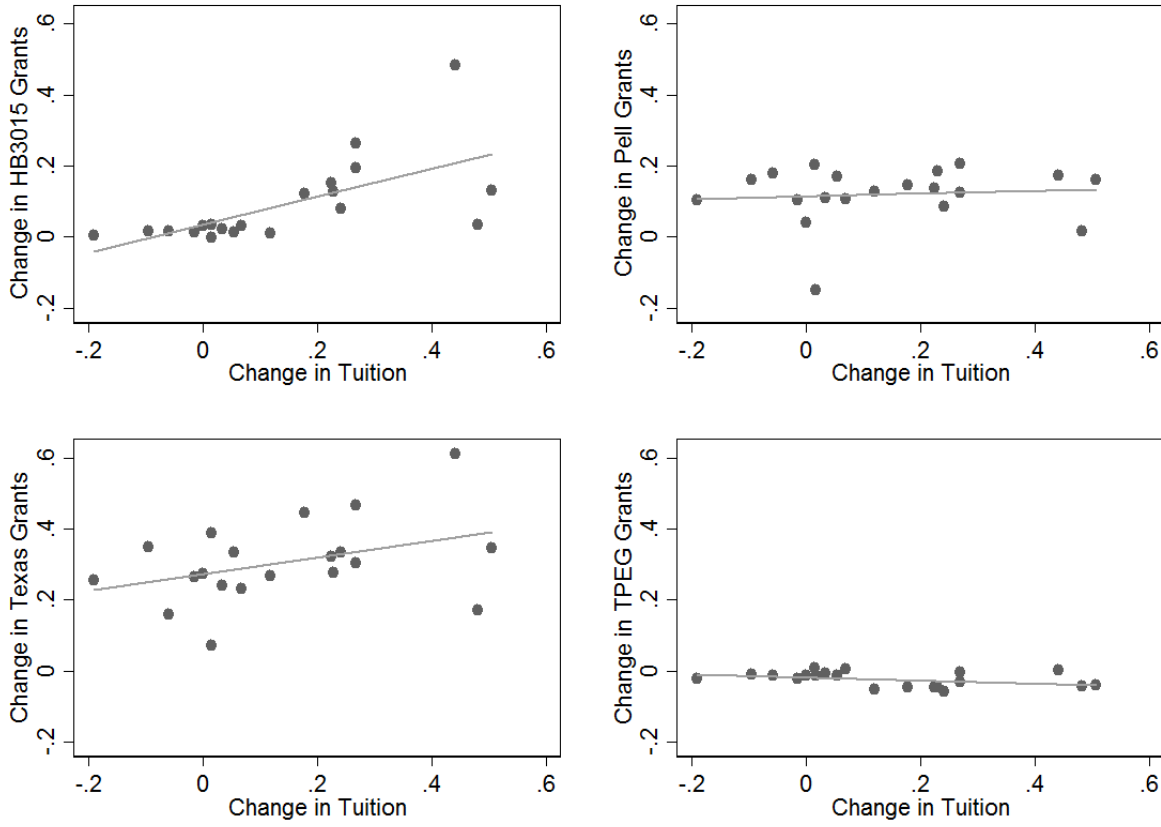 Change in HB3015 Grants
.6
.4
.2
0
-.2
-.2 0 .2 .4 .6
Change in Tuition
Change in Pell Grants
.6
.4
.2
0
-.2
-.2 0 .2 .4 .6
Change in Tuition
Change in Texas Grants
.6
.4
.2
0
-.2
-.2 0 .2 .4 .6
Change in Tuition
Change in TPEG Grants
.6
.4
.2
0
-.2
-.2 0 .2 .4 .6
Change in Tuition